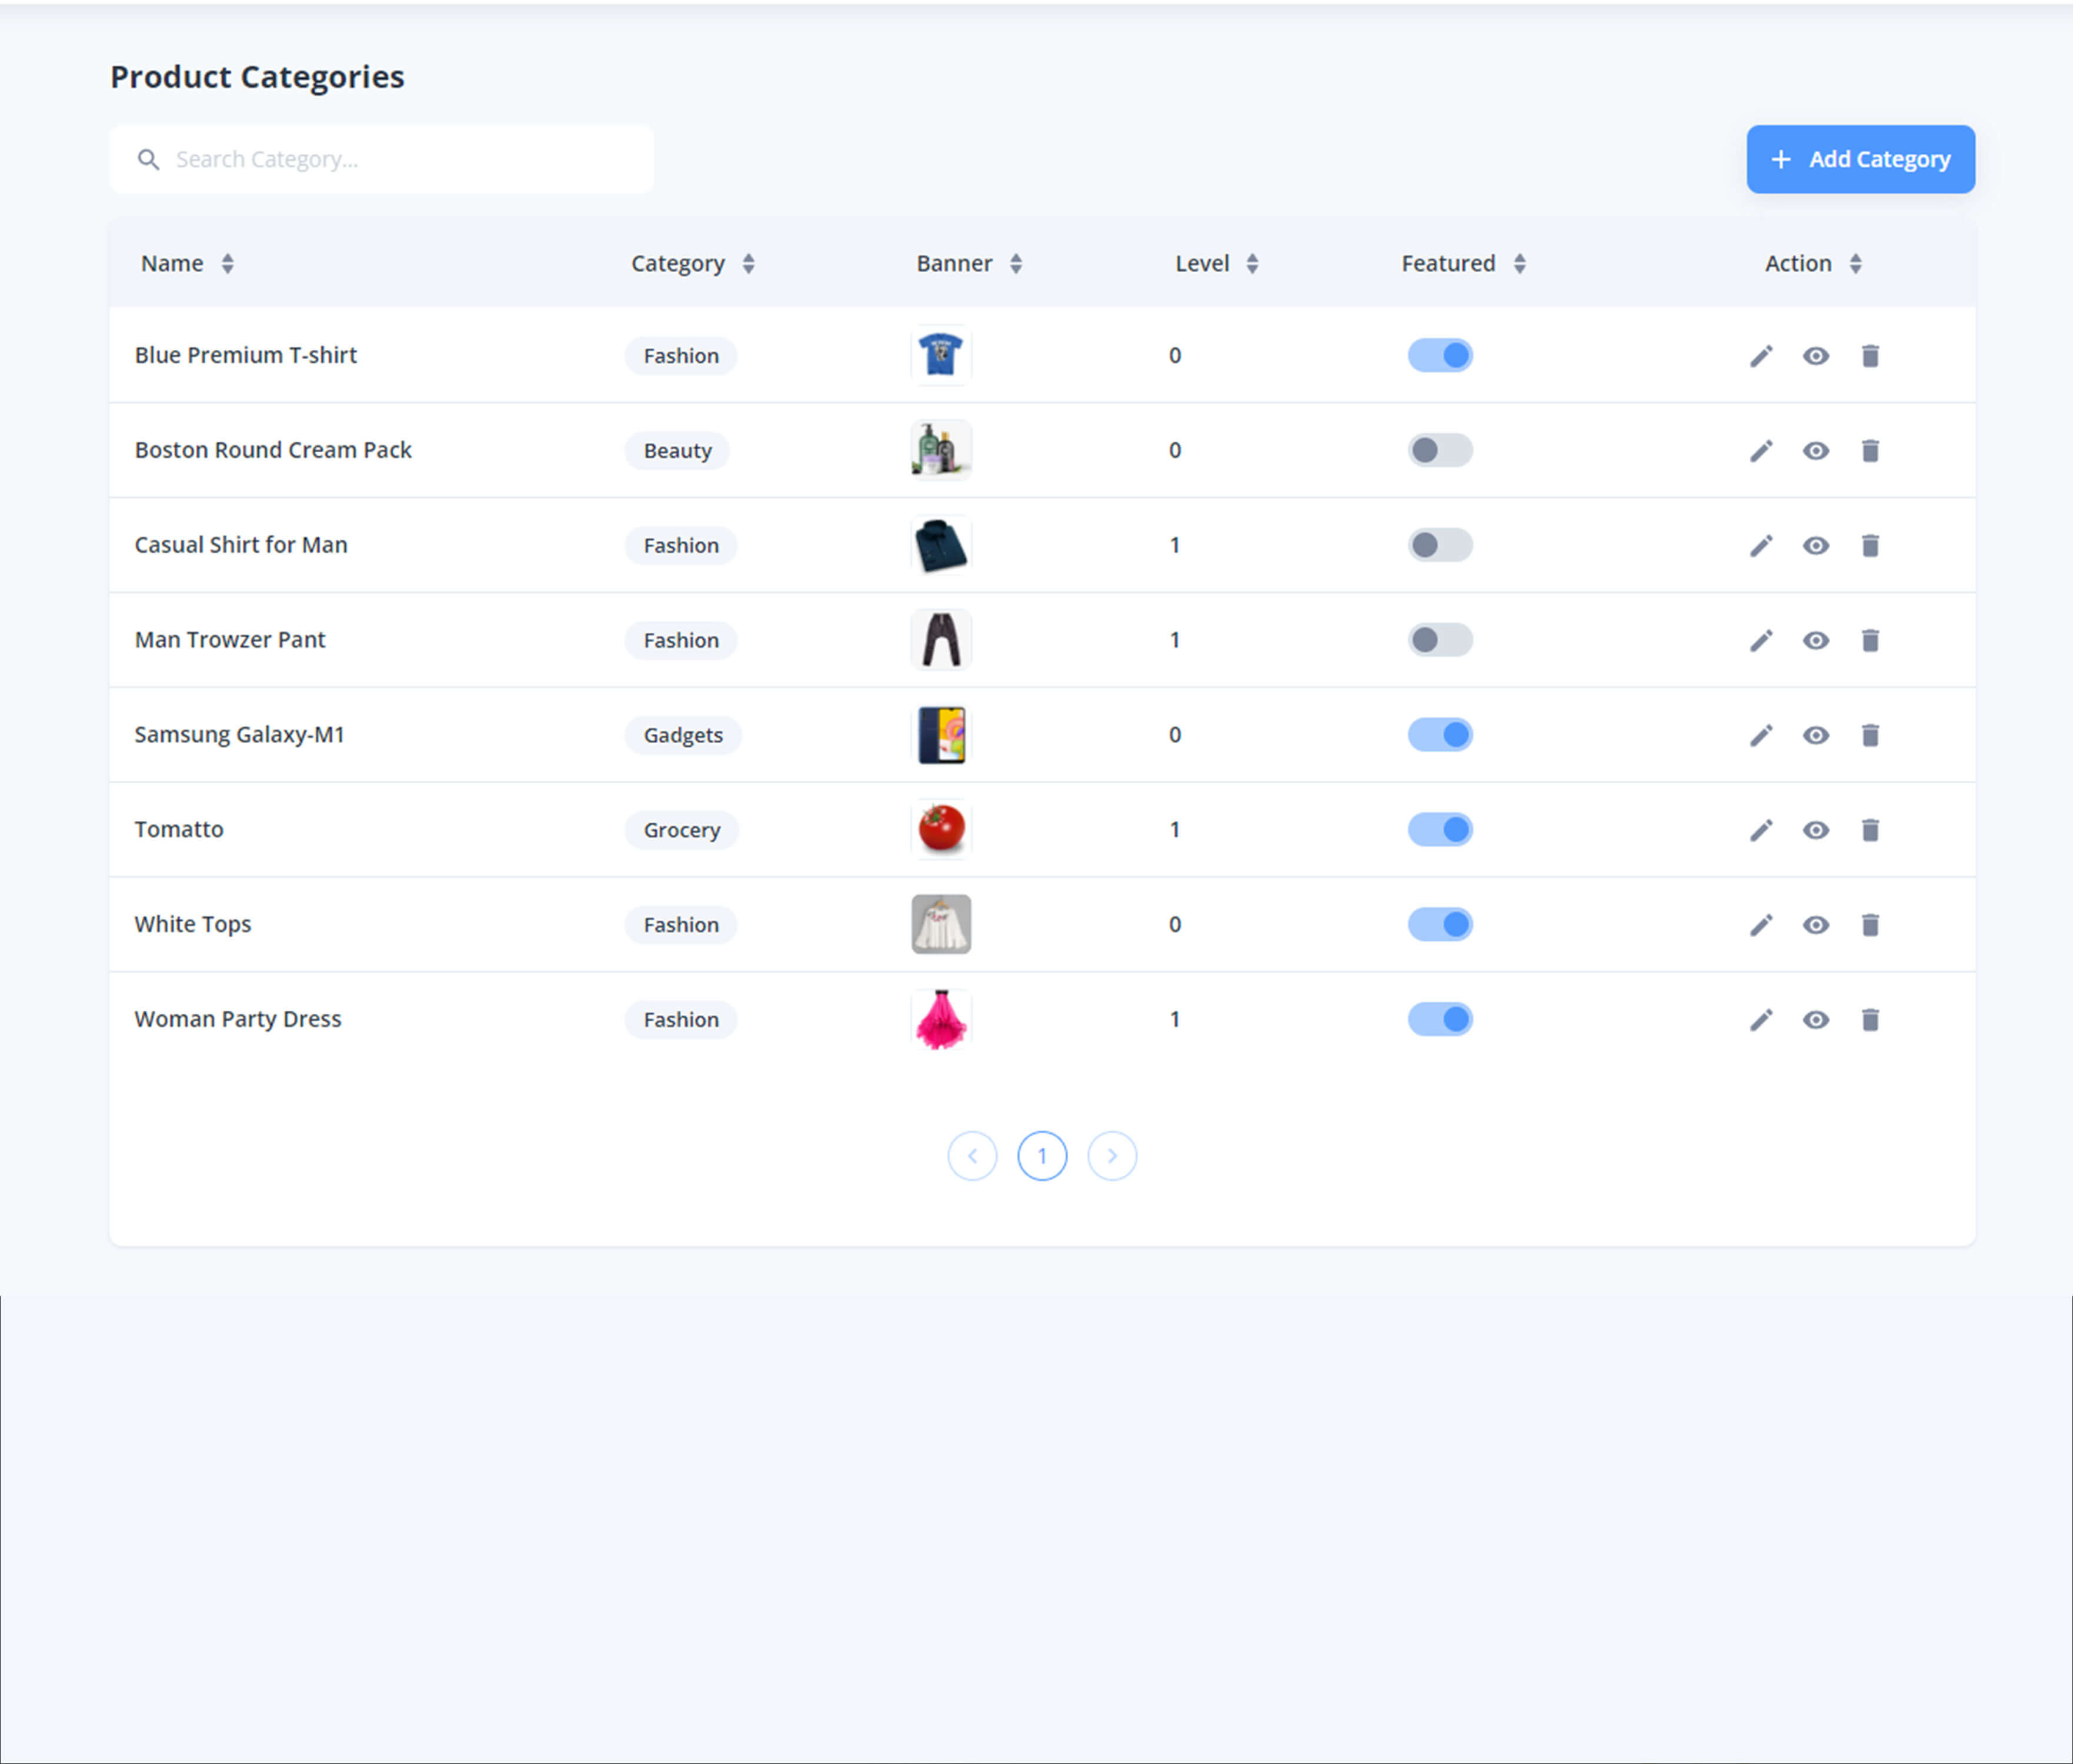 Product Categories
Search Category...
+ Add Category
Name Category Banner Level Featured Action
Blue Premium T-shirt Fashion 0
Boston Round Cream Pack Beauty 0
Casual Shirt for Man Fashion 1
Man Trowzer Pant Fashion 1
Samsung Galaxy-M1 Gadgets 0
Tomatto Grocery 1
White Tops Fashion 0
Woman Party Dress Fashion 1
1